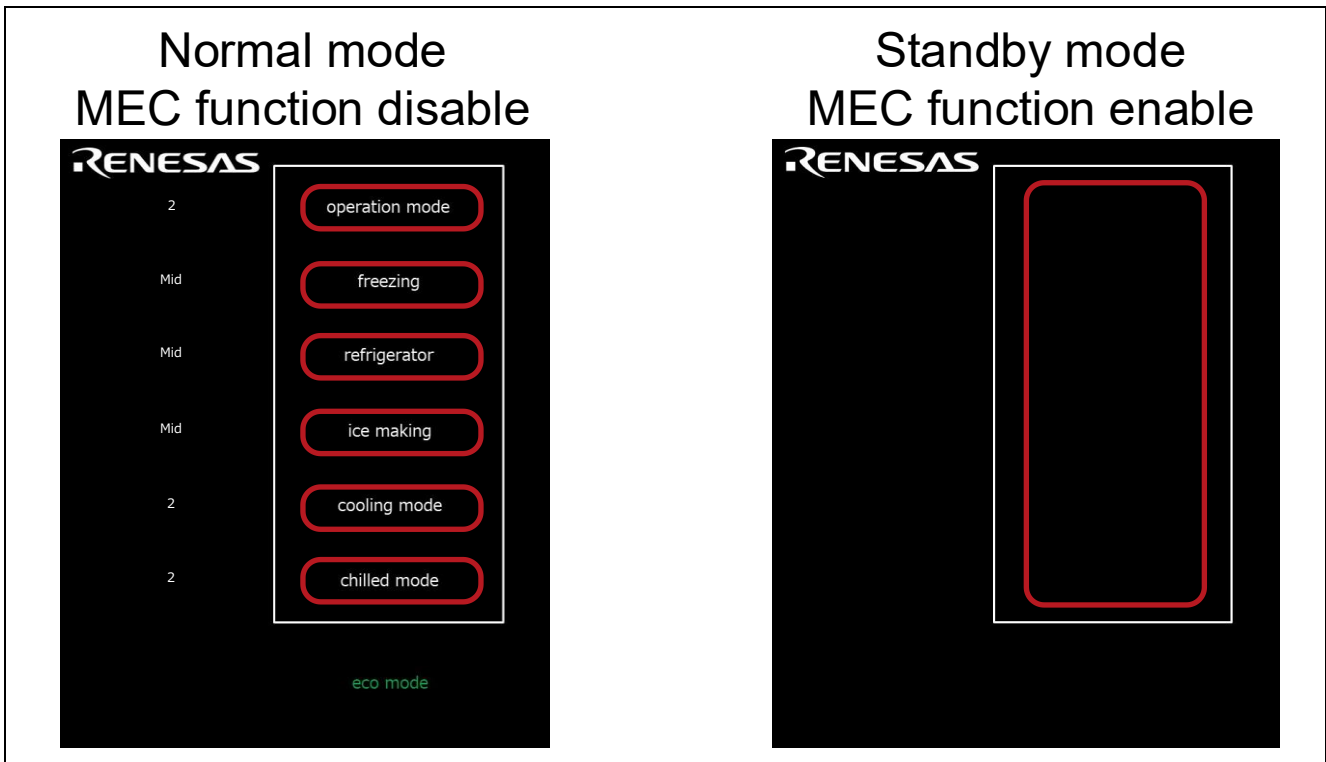 Normal mode
MEC function disable
RENESAS
2 operation mode
Mid freezing
Mid refrigerator
Mid ice making
2 cooling mode
2 chilled mode
eco mode
Standby mode
MEC function enable
RENESAS